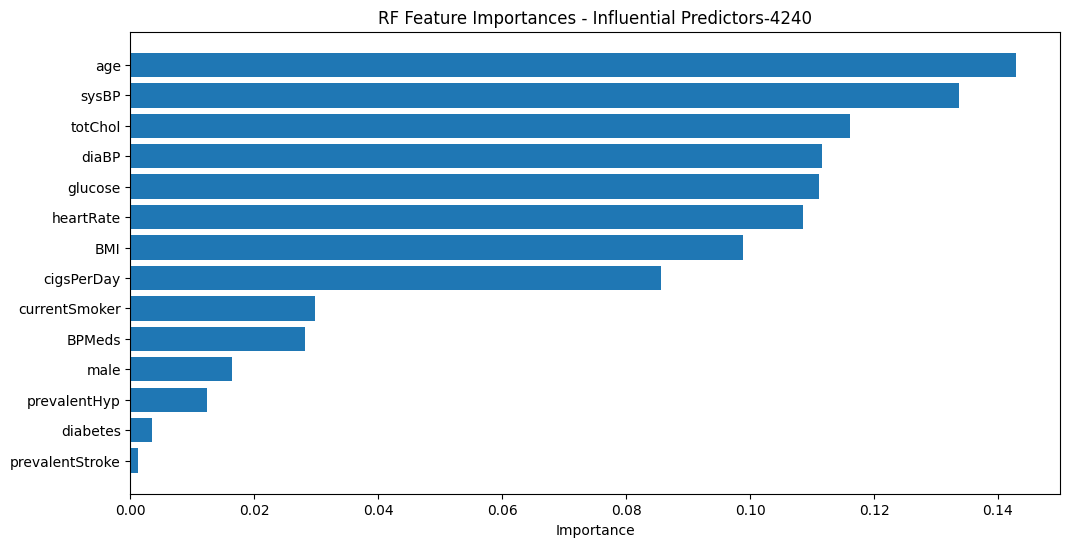 RF Feature Importances - Influential Predictors-4240
age
sysBP
totChol
diaBP
glucose
heartRate
BMI
cigsPerDay
currentSmoker
BPMeds
male
prevalentHyp
diabetes
prevalentStroke
0.00 0.02 0.04 0.06 0.08 0.10 0.12 0.14
Importance